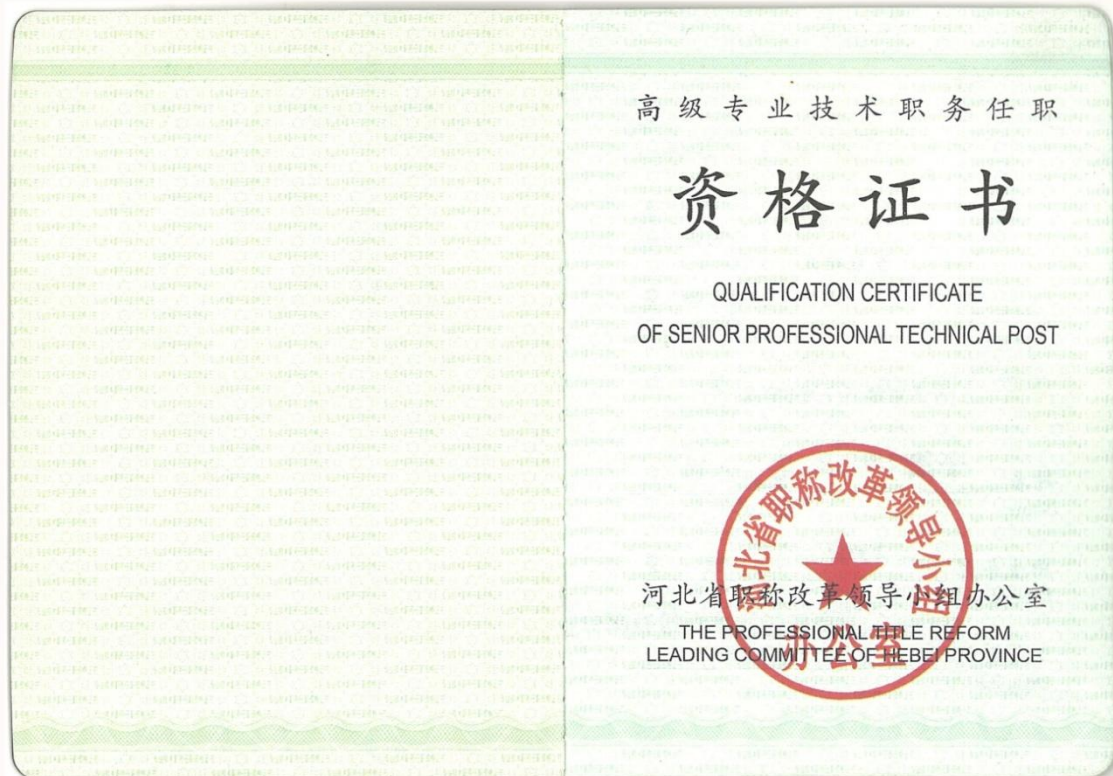 高级专业技术职务任职
资格证书
QUALIFICATION CERTIFICATE
OF SENIOR PROFESSIONAL TECHNICAL POST
河北省职称改革领导小组
办公室
河北省职称改革领导小组办公室
THE PROFESSIONAL TITLE REFORM
LEADING COMMITTEE OF HEBEI PROVINCE